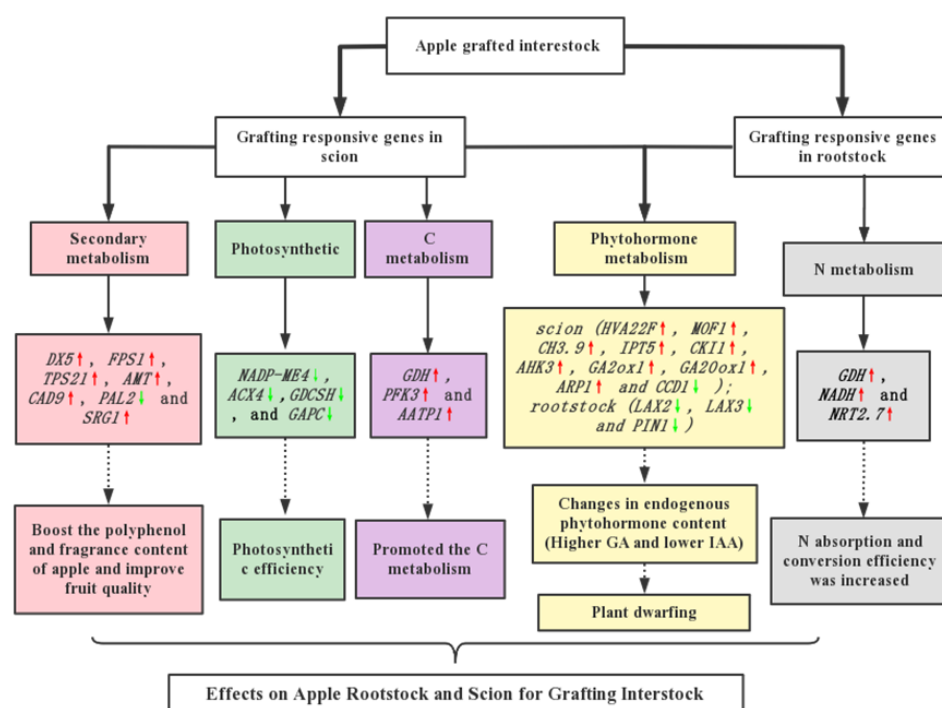 Apple grafted interestock
Grafting responsive genes in
scion
Grafting responsive genes
in rootstock
Secondary
metabolism
Photosynthetic
C
metabolism
Phytohormone
metabolism
N metabolism
DX5↑, FPS1↑,
TPS21↑, AMT↑,
CAD9↑, PAL2↓ and
SRG1↑
NADP-ME4↓,
ACX4↓,GDCSH↓
, and GAPC↓
GDH↑,
PFK3↑ and
AATP1↑
scion (HVA22F↑, MOF1↑,
CH3.9↑, IPT5↑, CKI1↑,
AHK3↑, GA2ox1↑, GA20ox1↑,
ARP1↑ and CCD1↓ );
rootstock (LAX2↓, LAX3↓
and PIN1↓)
GDH↑,
NADH↑ and
NRT2.7↑
Boost the polyphenol
and fragrance content
of apple and improve
fruit quality
Photosyntheti
c efficiency
Promoted the C
metabolism
Changes in endogenous
phytohormone content
(Higher GA and lower IAA)
N absorption and
conversion efficiency
was increased
Plant dwarfing
Effects on Apple Rootstock and Scion for Grafting Interstock